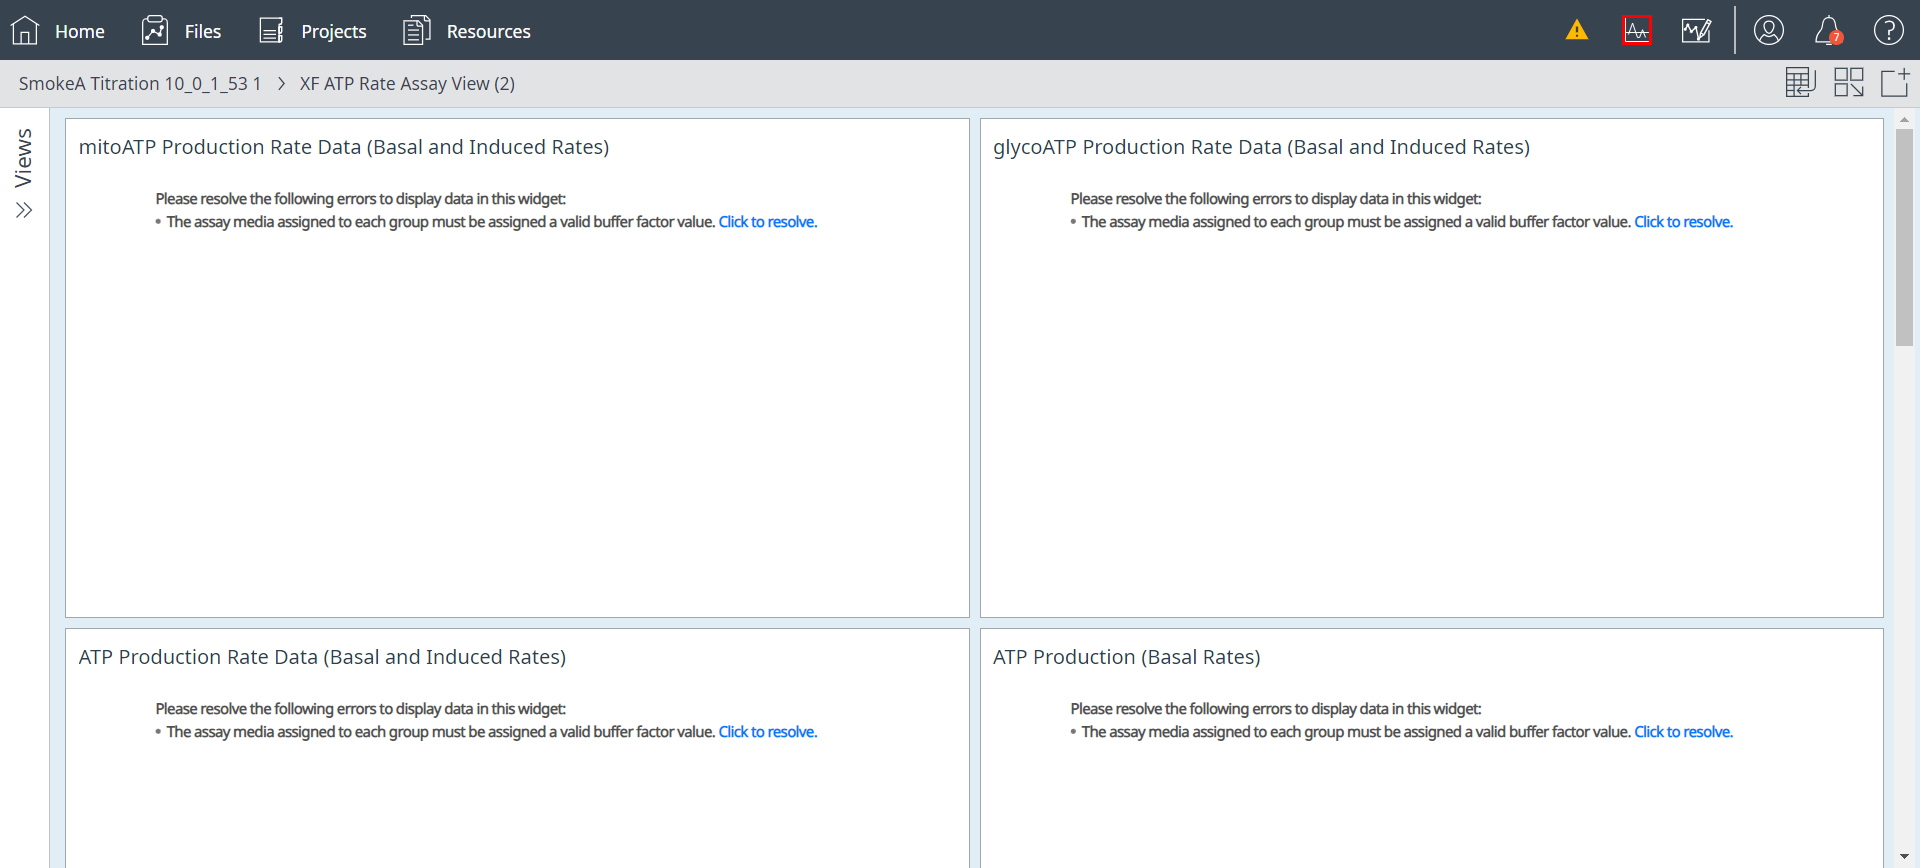 Home Files Projects Resources 7 ?
SmokeA Titration 10_0_1_53 1 > XF ATP Rate Assay View (2)
Views
mitoATP Production Rate Data (Basal and Induced Rates)
Please resolve the following errors to display data in this widget:
• The assay media assigned to each group must be assigned a valid buffer factor value. Click to resolve.
glycoATP Production Rate Data (Basal and Induced Rates)
Please resolve the following errors to display data in this widget:
• The assay media assigned to each group must be assigned a valid buffer factor value. Click to resolve.
ATP Production Rate Data (Basal and Induced Rates)
Please resolve the following errors to display data in this widget:
• The assay media assigned to each group must be assigned a valid buffer factor value. Click to resolve.
ATP Production (Basal Rates)
Please resolve the following errors to display data in this widget:
• The assay media assigned to each group must be assigned a valid buffer factor value. Click to resolve.